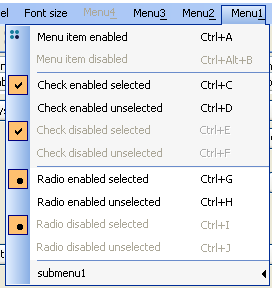 el Font size Menu4 Menu3 Menu2 Menu1
Menu item enabled Ctrl+A
Menu item disabled Ctrl+Alt+B
Check enabled selected Ctrl+C
Check enabled unselected Ctrl+D
Check disabled selected Ctrl+E
Check disabled unselected Ctrl+F
Radio enabled selected Ctrl+G
Radio enabled unselected Ctrl+H
Radio disabled selected Ctrl+I
Radio disabled unselected Ctrl+J
submenu1